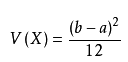 V(X) = (b − a)² / 12